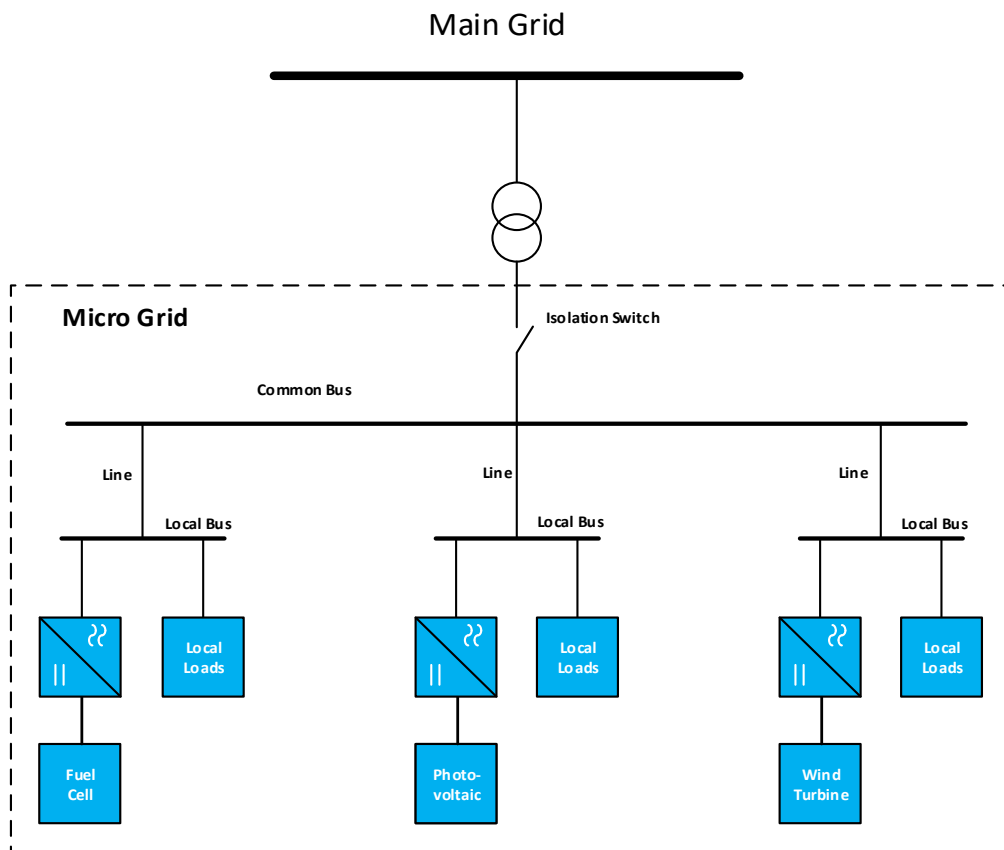 Main Grid
Micro Grid
Isolation Switch
Common Bus
Line
Line
Line
Local Bus
Local Bus
Local Bus
Local
Loads
Local
Loads
Local
Loads
Fuel
Cell
Photo-
voltaic
Wind
Turbine